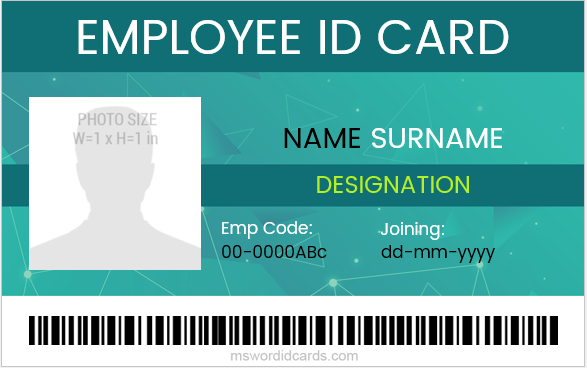 EMPLOYEE ID CARD
PHOTO SIZE
W=1 x H=1 in
NAME SURNAME
DESIGNATION
Emp Code:
00-0000ABc
Joining:
dd-mm-yyyy
mswordidcards.com